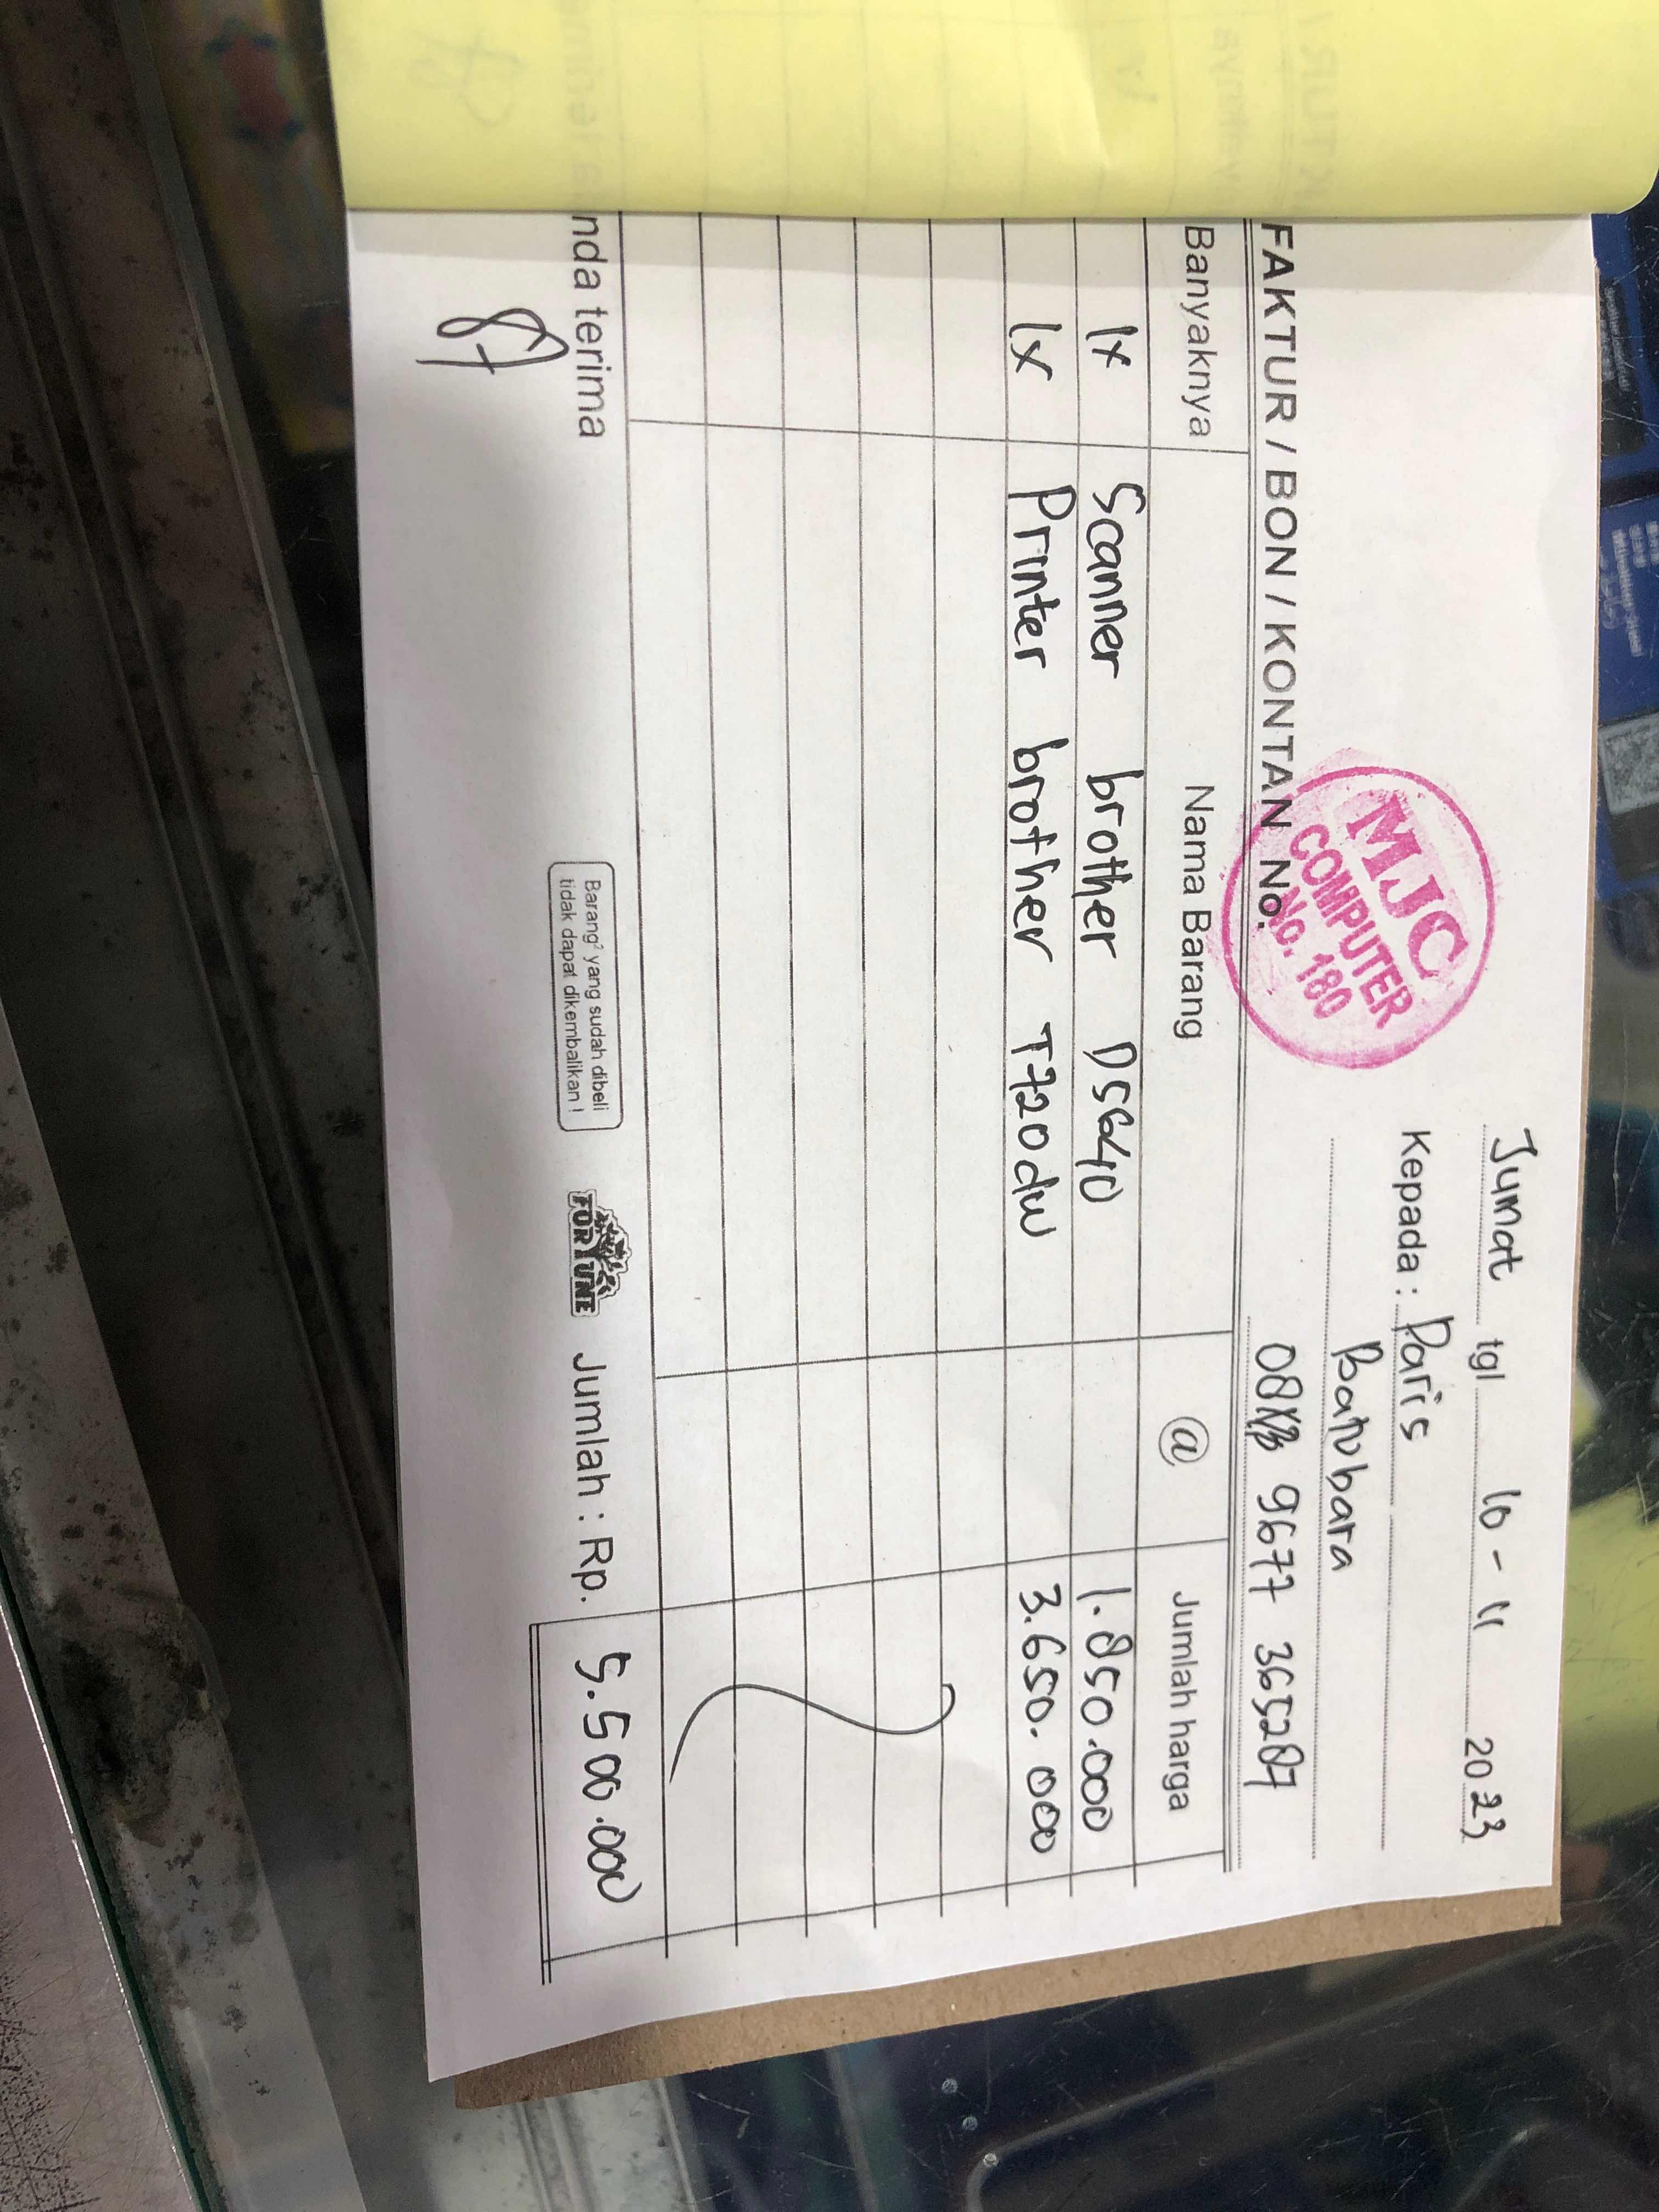 Jumat tgl 10 - 11 2023
Kepada : Paris
Batubara
9677 365287
MJC
COMPUTER
No. 180
FAKTUR / BON / KONTAN No.
Banyaknya Nama Barang @ Jumlah harga
1x Scanner brother DS640 1.850.000
1x Printer brother T720dw 3.650.000
nda terima
Barang² yang sudah dibeli
tidak dapat dikembalikan !
FORTUNE
Jumlah : Rp. 5.500.000